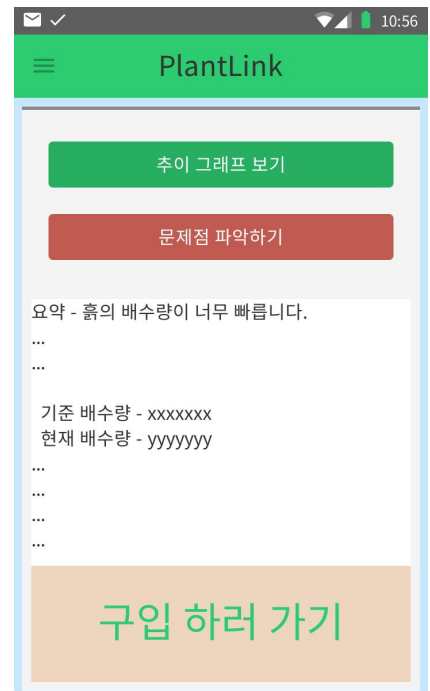 10:56
PlantLink
추이 그래프 보기
문제점 파악하기
요약 - 흙의 배수량이 너무 빠릅니다.
...
...
기준 배수량 - xxxxxxx
현재 배수량 - yyyyyyy
...
...
...
...
구입 하러 가기